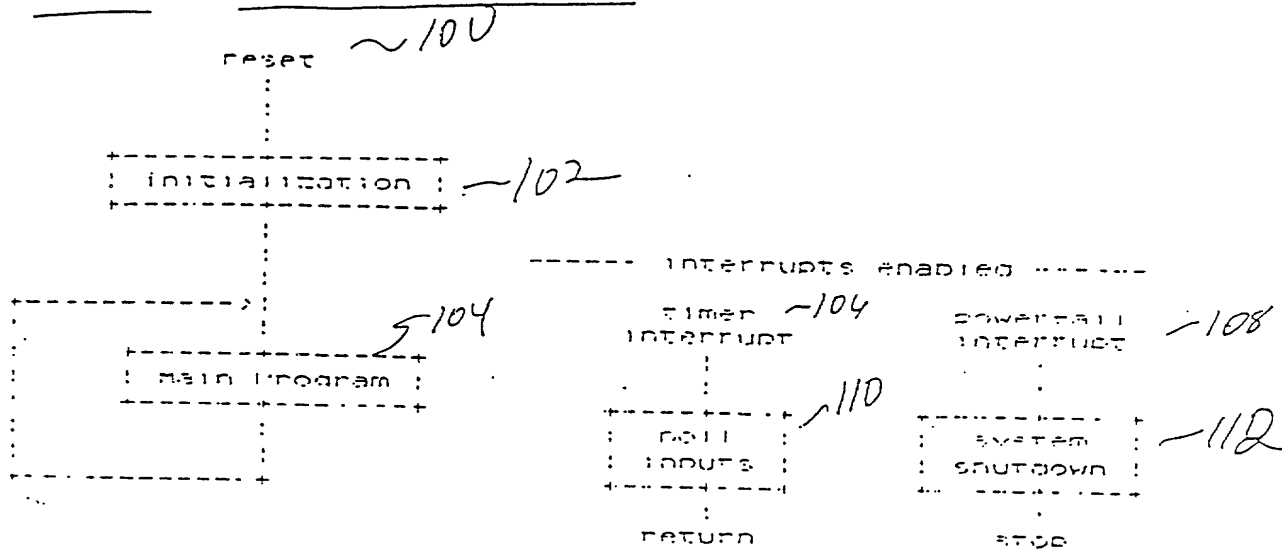 reset ~100
initialization ~102
------ interrupts enabled ------
timer ~104
interrupt
powerfail ~108
interrupt
104
Main Program
poll ~110
inputs
system ~112
shutdown
return
stop